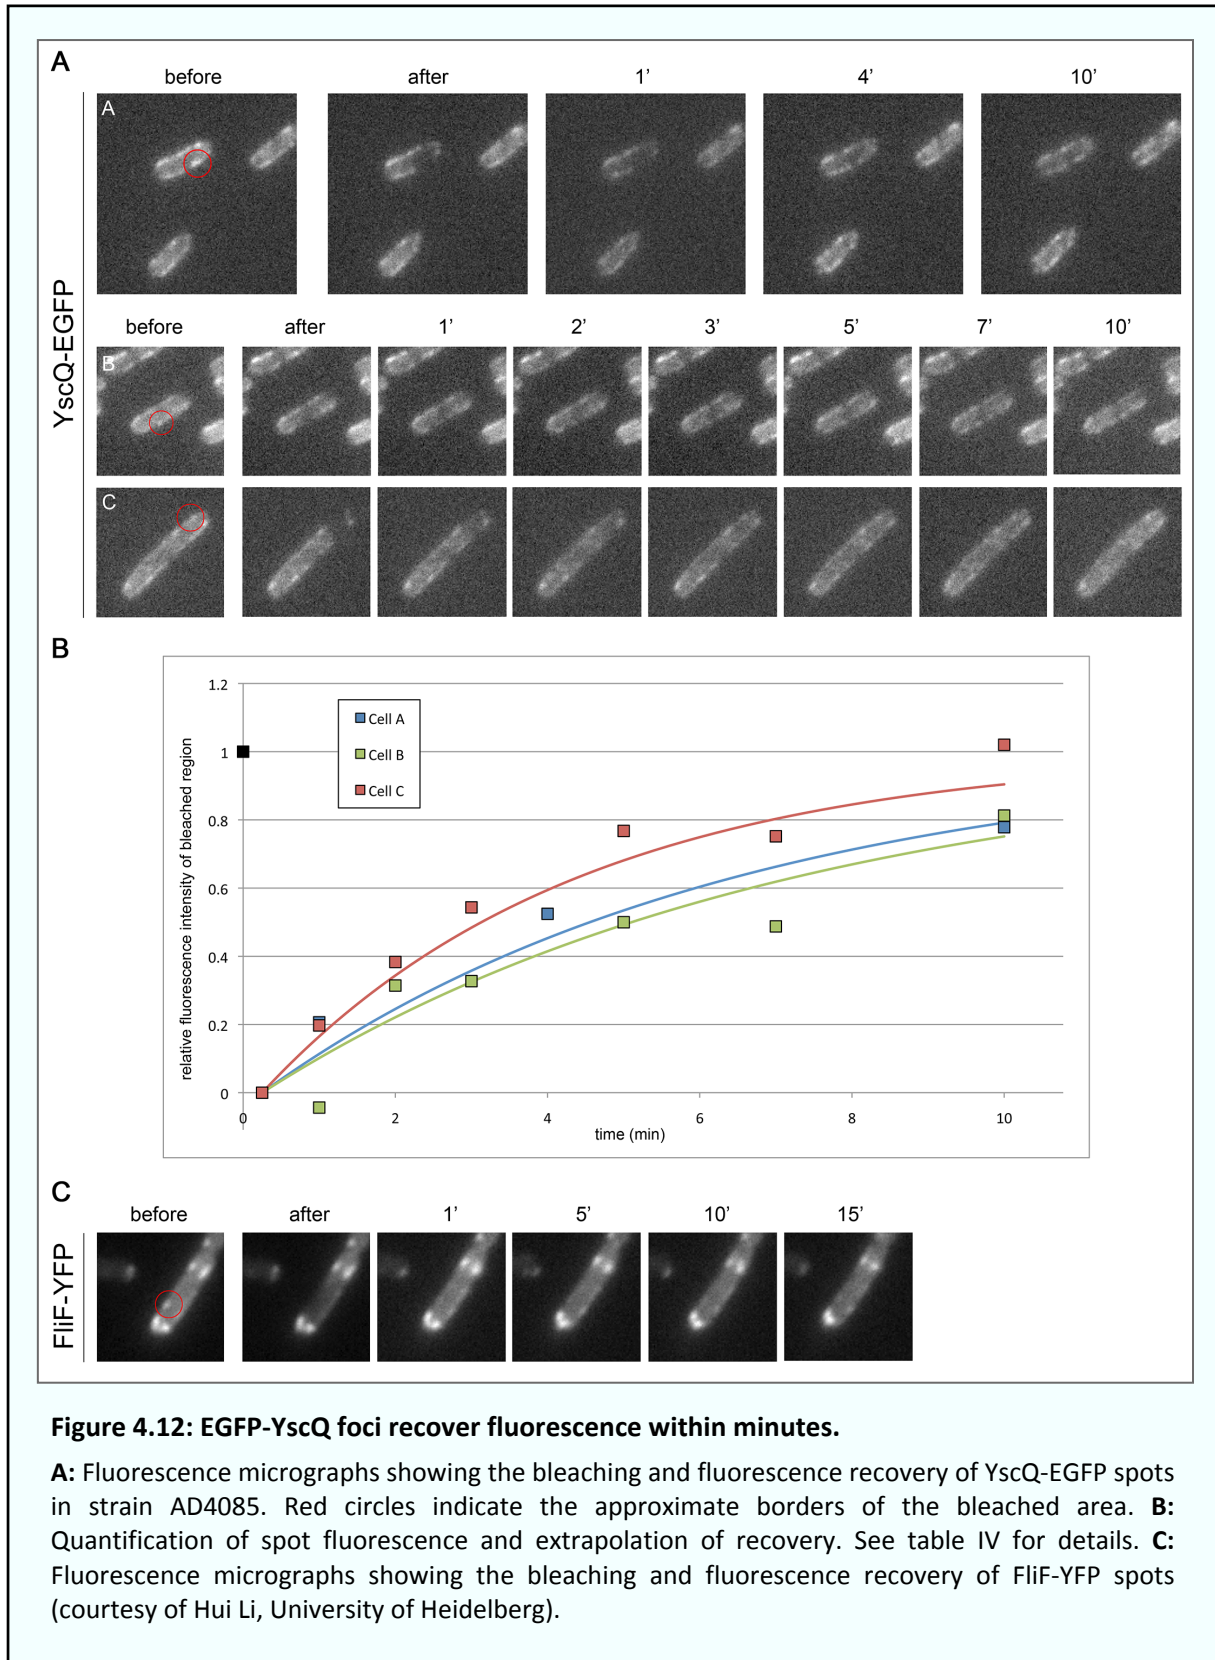 A
before after 1’ 4’ 10’
A
YscQ-EGFP
before after 1’ 2’ 3’ 5’ 7’ 10’
B
C
B
relative fluorescence intensity of bleached region
1.2
1
0.8
0.6
0.4
0.2
0
Cell A
Cell B
Cell C
0 2 4 6 8 10
time (min)
C
before after 1’ 5’ 10’ 15’
FliF-YFP
Figure 4.12: EGFP-YscQ foci recover fluorescence within minutes.
A: Fluorescence micrographs showing the bleaching and fluorescence recovery of YscQ-EGFP spots
in strain AD4085. Red circles indicate the approximate borders of the bleached area. B:
Quantification of spot fluorescence and extrapolation of recovery. See table IV for details. C:
Fluorescence micrographs showing the bleaching and fluorescence recovery of FliF-YFP spots
(courtesy of Hui Li, University of Heidelberg).